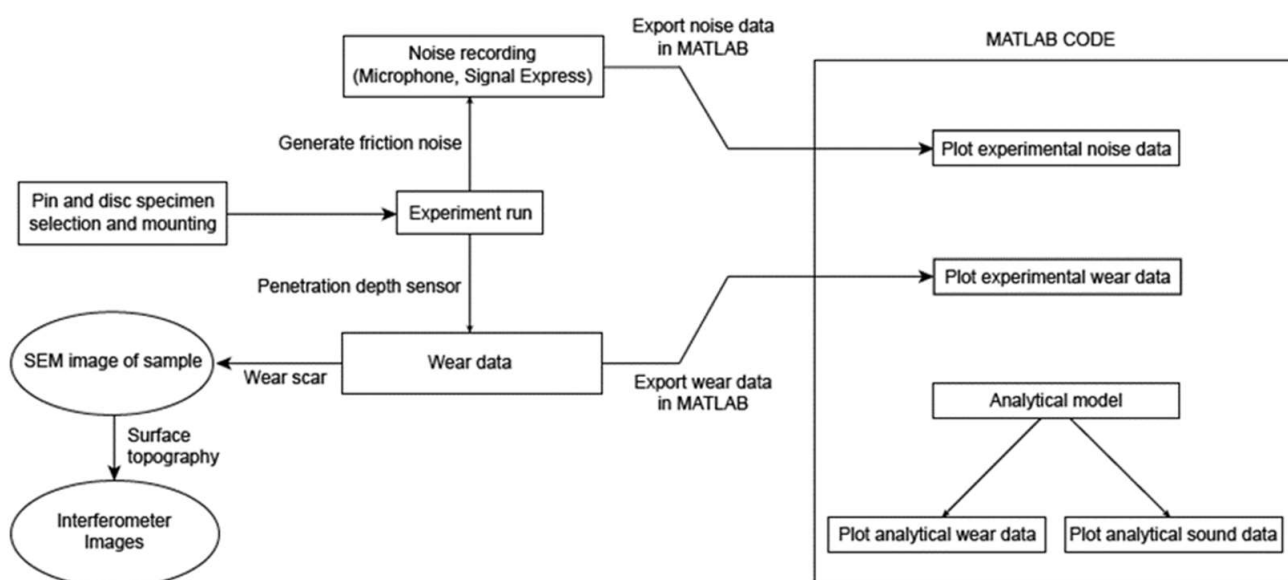 Noise recording
(Microphone, Signal Express)
Export noise data
in MATLAB
MATLAB CODE
Generate friction noise
Plot experimental noise data
Pin and disc specimen
selection and mounting
Experiment run
Penetration depth sensor
Plot experimental wear data
SEM image of sample
Wear scar
Wear data
Export wear data
in MATLAB
Analytical model
Surface
topography
Interferometer
Images
Plot analytical wear data
Plot analytical sound data